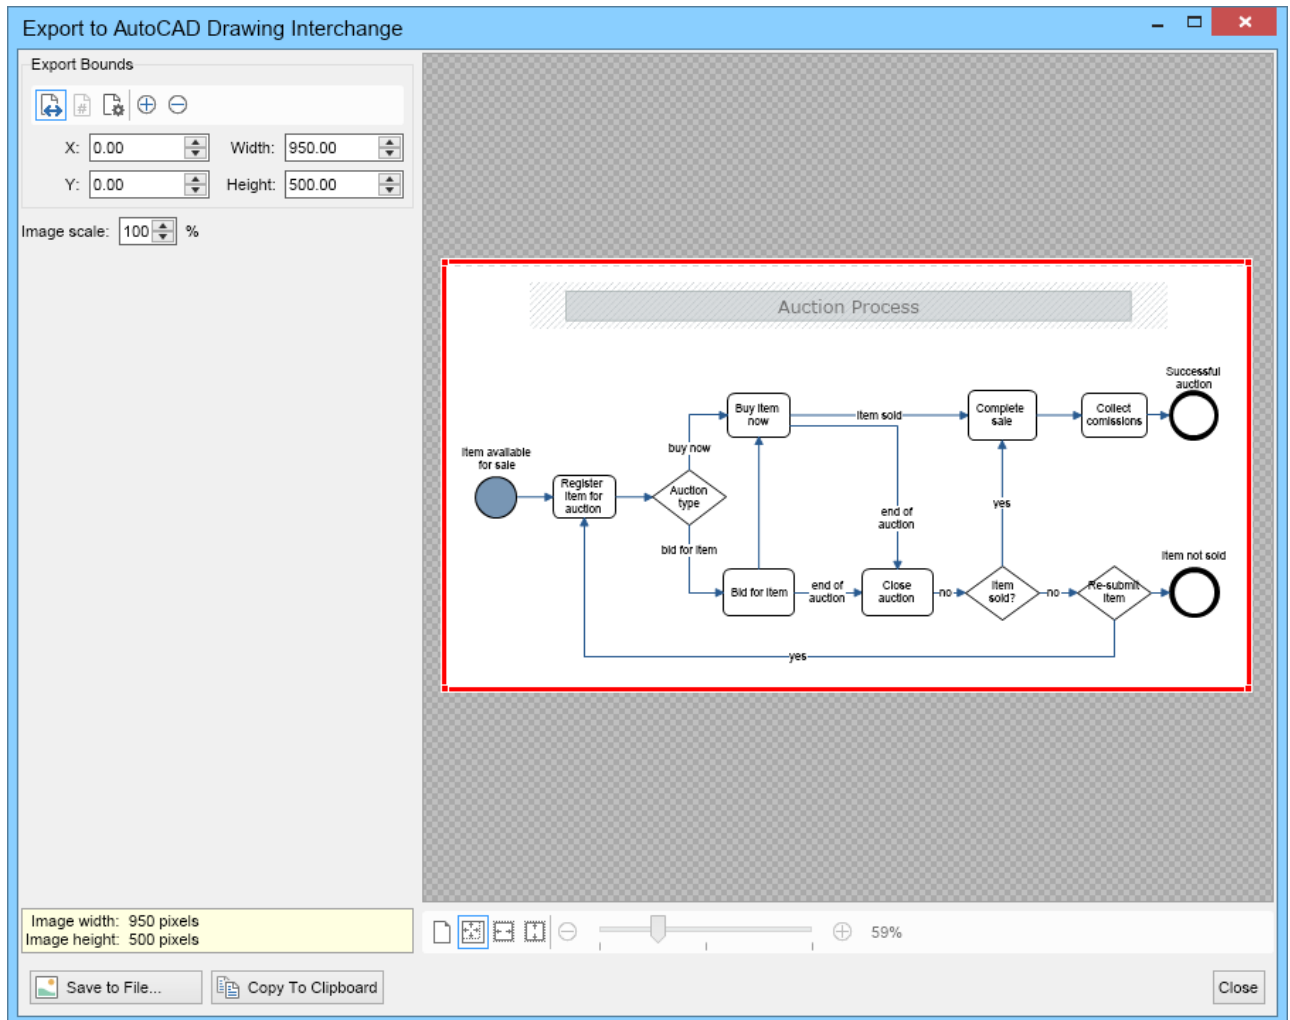 Export to AutoCAD Drawing Interchange
Export Bounds
#
X: 0.00 Width: 950.00
Y: 0.00 Height: 500.00
Image scale: 100 %
Auction Process
Successful
auction
Buy Item
now
Item sold
Complete
sale
Collect
comissions
buy now
Item available
for sale
Register
Item for
auction
Auction
type
end of
auction
yes
bid for Item
Item not sold
Bid for Item
end of
auction
Close
auction
no
Item
sold?
no
Re-submit
Item
yes
Image width: 950 pixels
Image height: 500 pixels
59%
Save to File...
Copy To Clipboard
Close